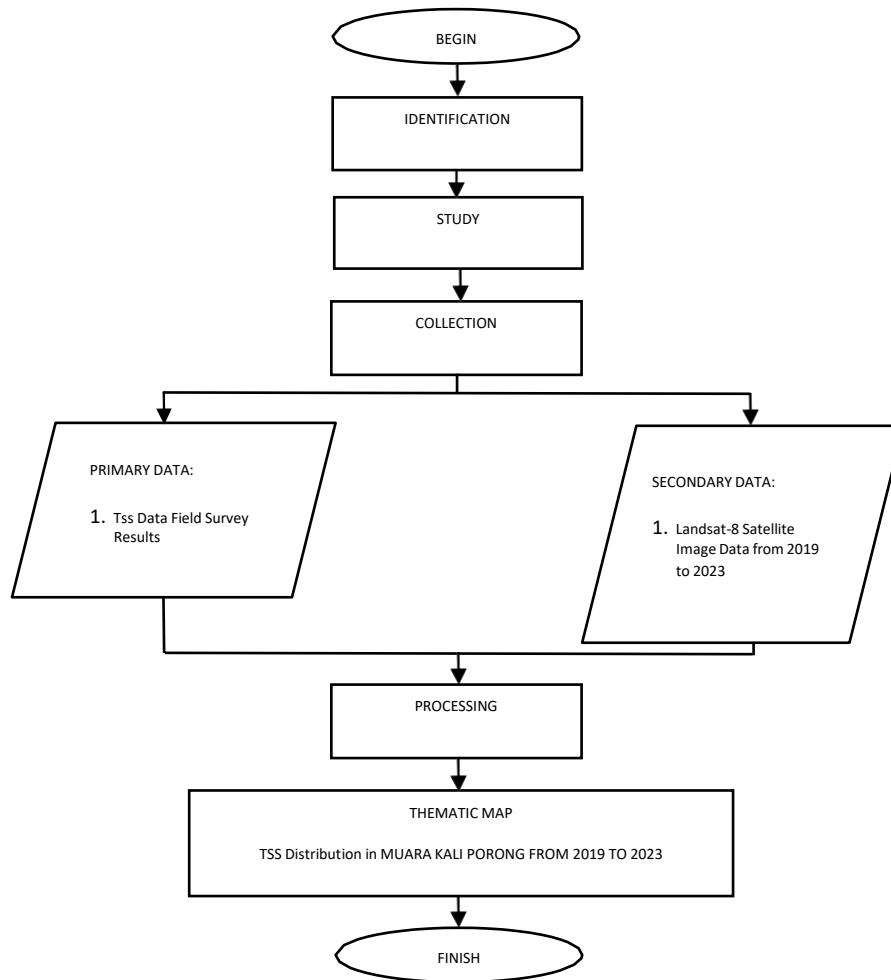 BEGIN
IDENTIFICATION
STUDY
COLLECTION
PRIMARY DATA:
1. Tss Data Field Survey
Results
SECONDARY DATA:
1. Landsat-8 Satellite
Image Data from 2019
to 2023
PROCESSING
THEMATIC MAP
TSS Distribution in MUARA KALI PORONG FROM 2019 TO 2023
FINISH